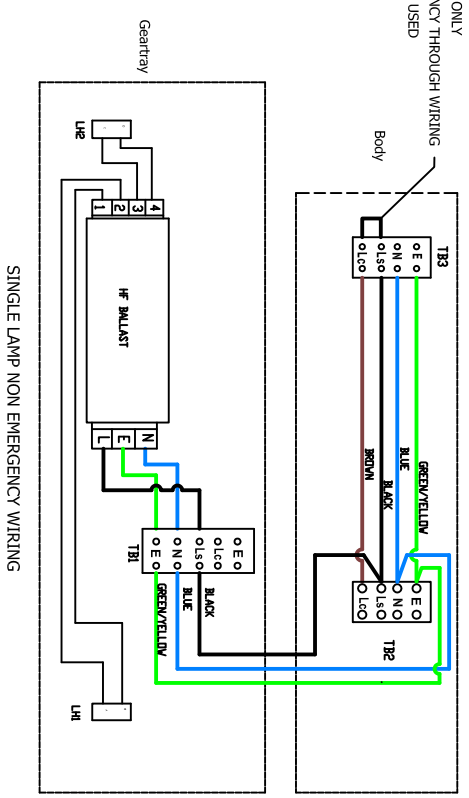 ONLY
NCY THROUGH WIRING
USED
Body
TB3
E
N
Ls
Lc
GREEN/YELLOW
BLUE
BLACK
BROWN
E
N
Ls
Lc
TB2
Geartray
E
Lc
Ls
N
E
TB1
BLACK
BLUE
GREEN/YELLOW
4
3
2
1
HF BALLAST
N
E
L
LH2
LH1
SINGLE LAMP NON EMERGENCY WIRING